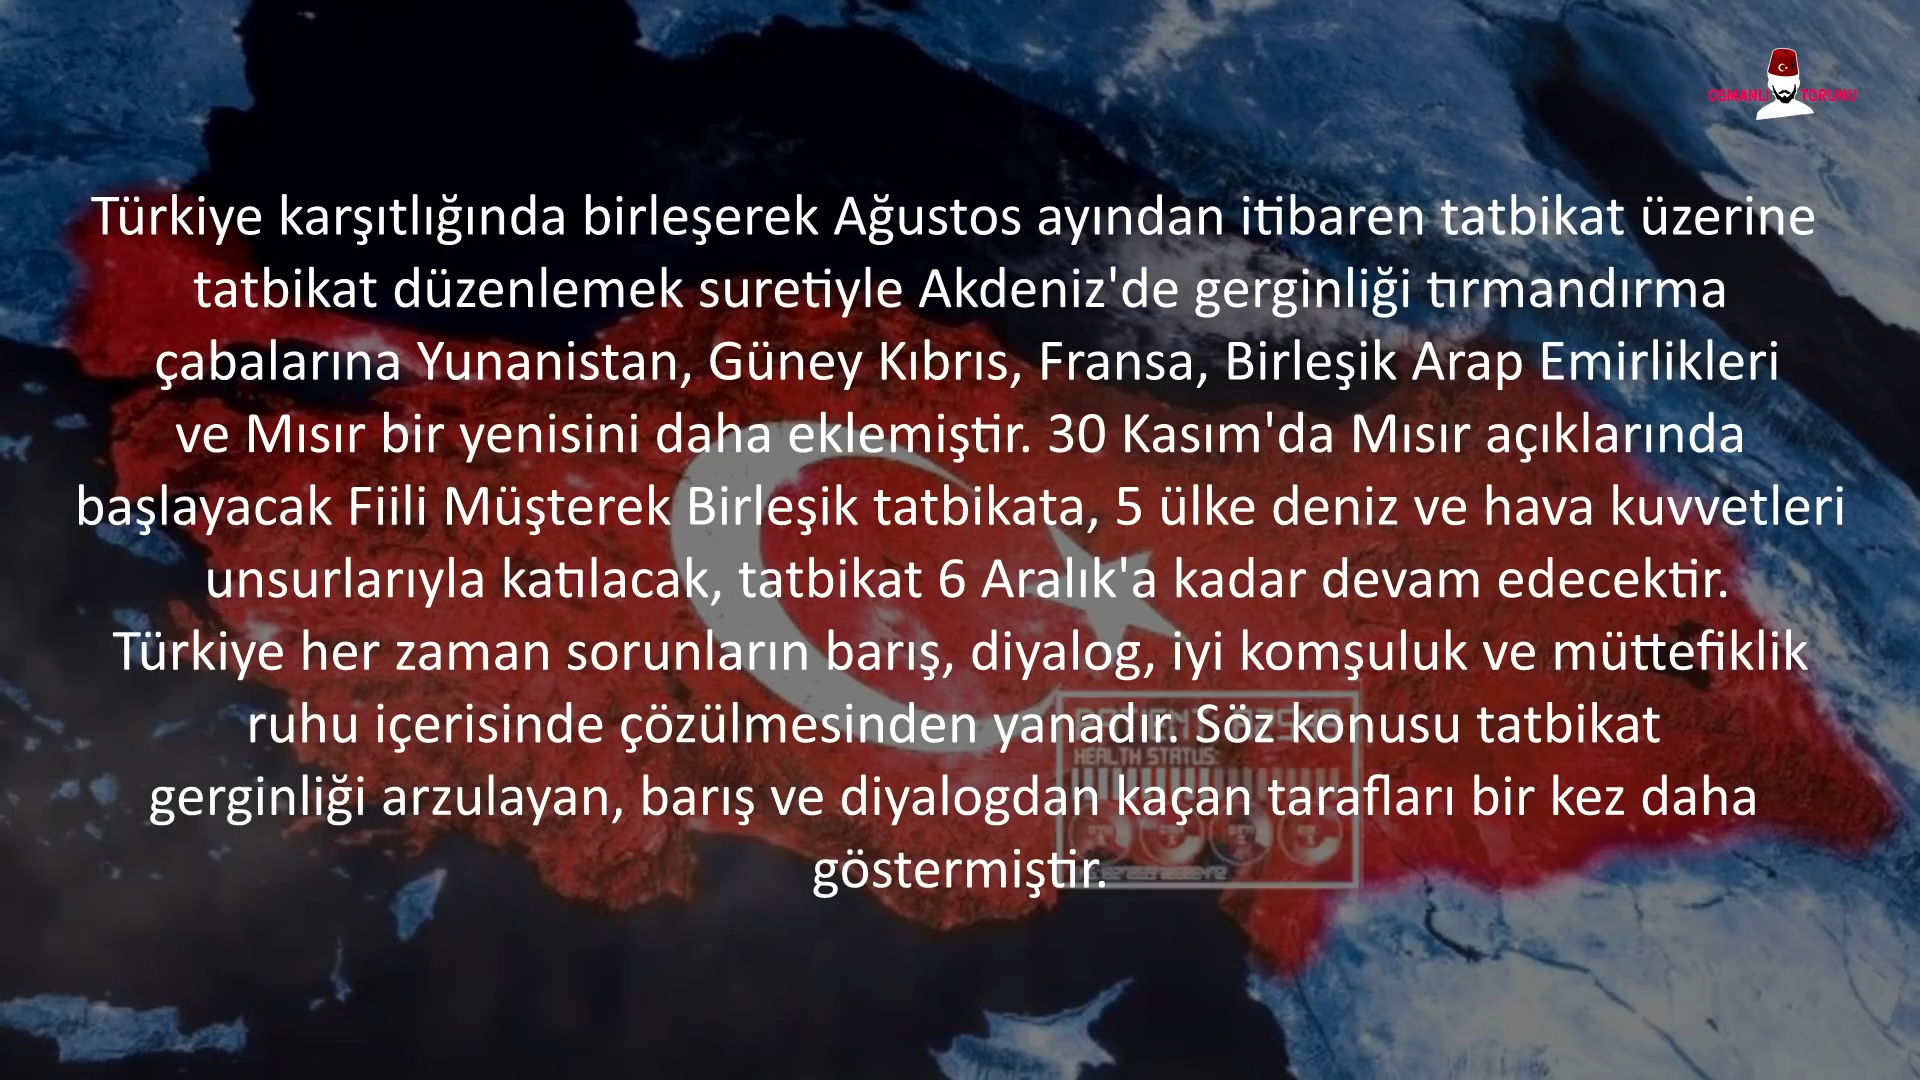 OSMANLI TORUNU
Türkiye karşıtlığında birleşerek Ağustos ayından itibaren tatbikat üzerine
tatbikat düzenlemek suretiyle Akdeniz'de gerginliği tırmandırma
çabalarına Yunanistan, Güney Kıbrıs, Fransa, Birleşik Arap Emirlikleri
ve Mısır bir yenisini daha eklemiştir. 30 Kasım'da Mısır açıklarında
başlayacak Fiili Müşterek Birleşik tatbikata, 5 ülke deniz ve hava kuvvetleri
unsurlarıyla katılacak, tatbikat 6 Aralık'a kadar devam edecektir.
Türkiye her zaman sorunların barış, diyalog, iyi komşuluk ve müttefiklik
ruhu içerisinde çözülmesinden yanadır. Söz konusu tatbikat
HEALTH STATUS:
gerginliği arzulayan, barış ve diyalogdan kaçan tarafları bir kez daha
göstermiştir.